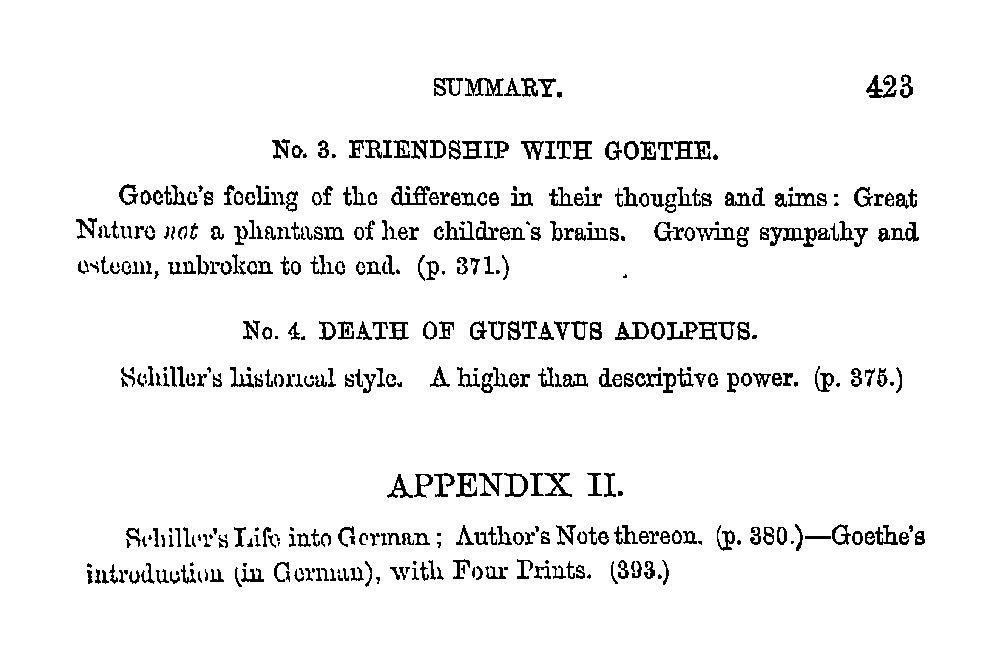 SUMMARY. 423
No. 3. FRIENDSHIP WITH GOETHE.
Goethe's feeling of the difference in their thoughts and aims: Great
Nature not a phantasm of her children's brains. Growing sympathy and
esteem, unbroken to the end. (p. 371.)
No. 4. DEATH OF GUSTAVUS ADOLPHUS.
Schiller's historical style. A higher than descriptive power. (p. 375.)
APPENDIX II.
Schiller's Life into German; Author's Note thereon. (p. 380.)—Goethe's
introduction (in German), with Four Prints. (393.)